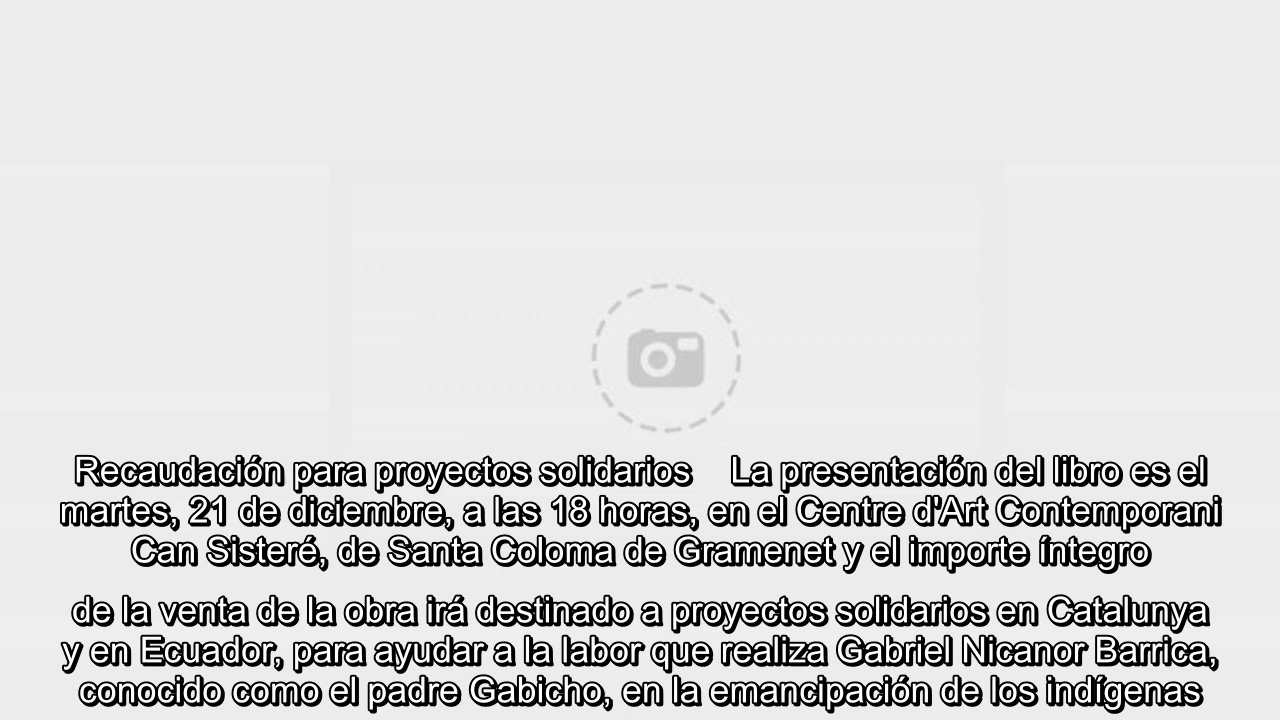 Recaudación para proyectos solidarios    La presentación del libro es el
martes, 21 de diciembre, a las 18 horas, en el Centre d'Art Contemporani
Can Sisteré, de Santa Coloma de Gramenet y el importe íntegro
de la venta de la obra irá destinado a proyectos solidarios en Catalunya
y en Ecuador, para ayudar a la labor que realiza Gabriel Nicanor Barrica,
conocido como el padre Gabicho, en la emancipación de los indígenas